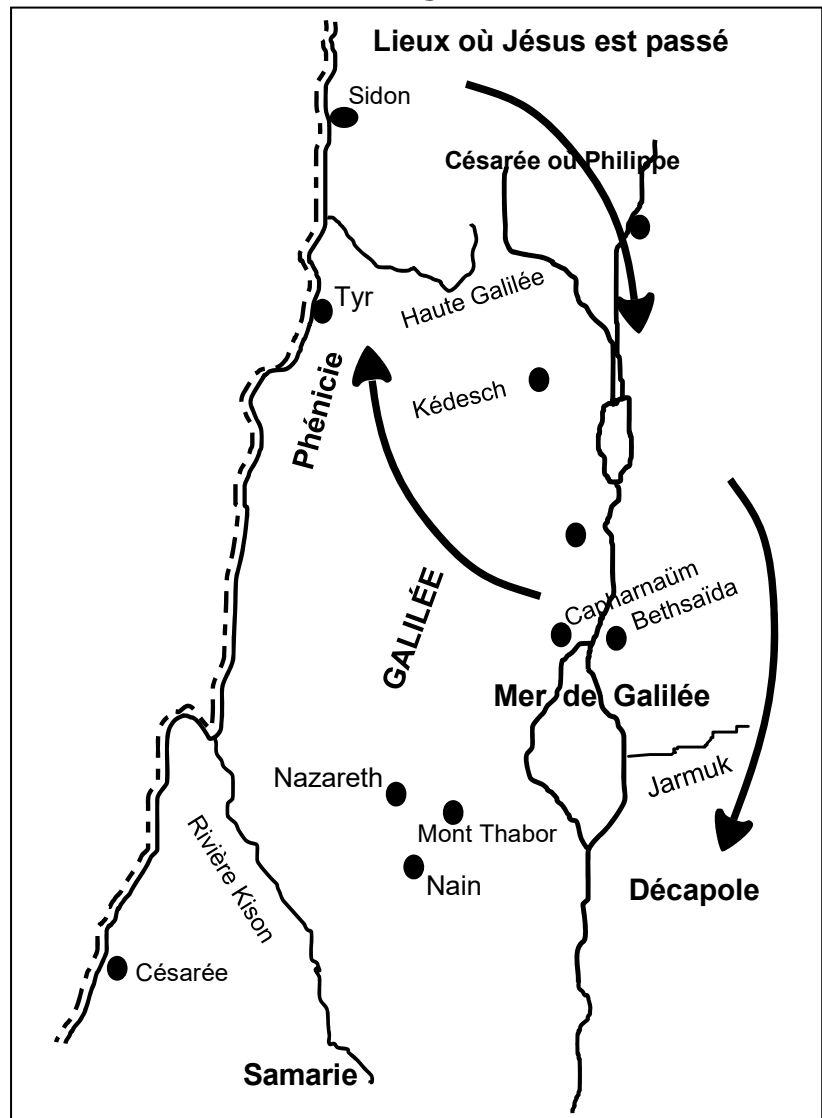 Lieux où Jésus est passé
Sidon
Césarée où Philippe
Tyr
Haute Galilée
Phénicie
Kédesch
GALILÉE
Capharnaüm
Bethsaïda
Mer de Galilée
Jarmuk
Nazareth
Mont Thabor
Rivière Kison
Nain
Décapole
Césarée
Samarie